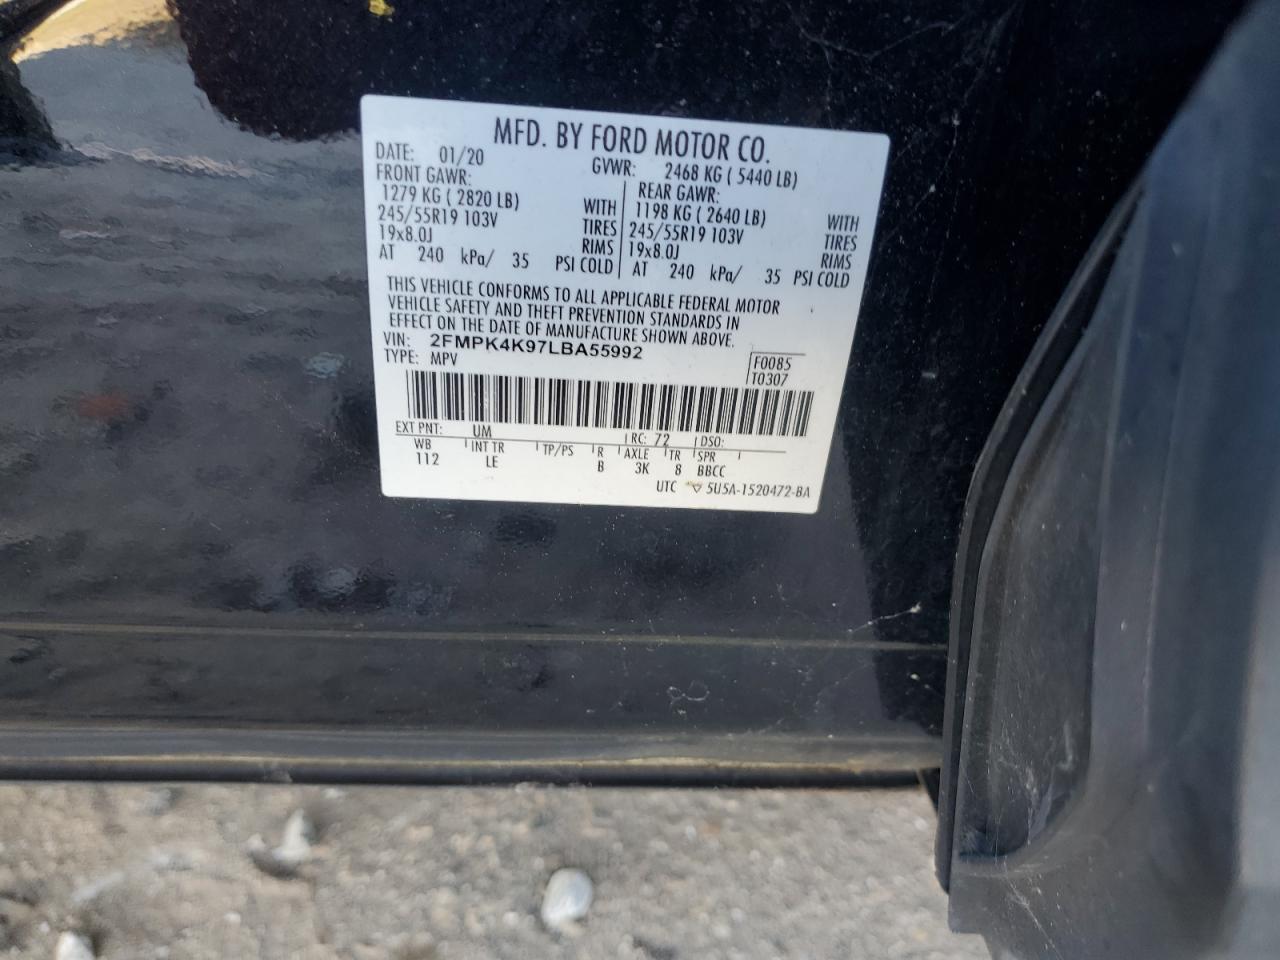 MFD. BY FORD MOTOR CO.
DATE: 01/20 GVWR: 2468 KG ( 5440 LB)
FRONT GAWR: REAR GAWR:
1279 KG ( 2820 LB) WITH 1198 KG ( 2640 LB) WITH
245/55R19 103V TIRES 245/55R19 103V TIRES
19x8.0J RIMS 19x8.0J RIMS
AT 240 kPa/ 35 PSI COLD AT 240 kPa/ 35 PSI COLD
THIS VEHICLE CONFORMS TO ALL APPLICABLE FEDERAL MOTOR
VEHICLE SAFETY AND THEFT PREVENTION STANDARDS IN
EFFECT ON THE DATE OF MANUFACTURE SHOWN ABOVE.
VIN: 2FMPK4K97LBA55992
TYPE: MPV F0085
T0307
EXT PNT: UM RC: 72 DSO:
WB INT TR TP/PS R AXLE TR SPR
112 LE B 3K 8 BBCC
UTC ▽ 5U5A-1520472-BA